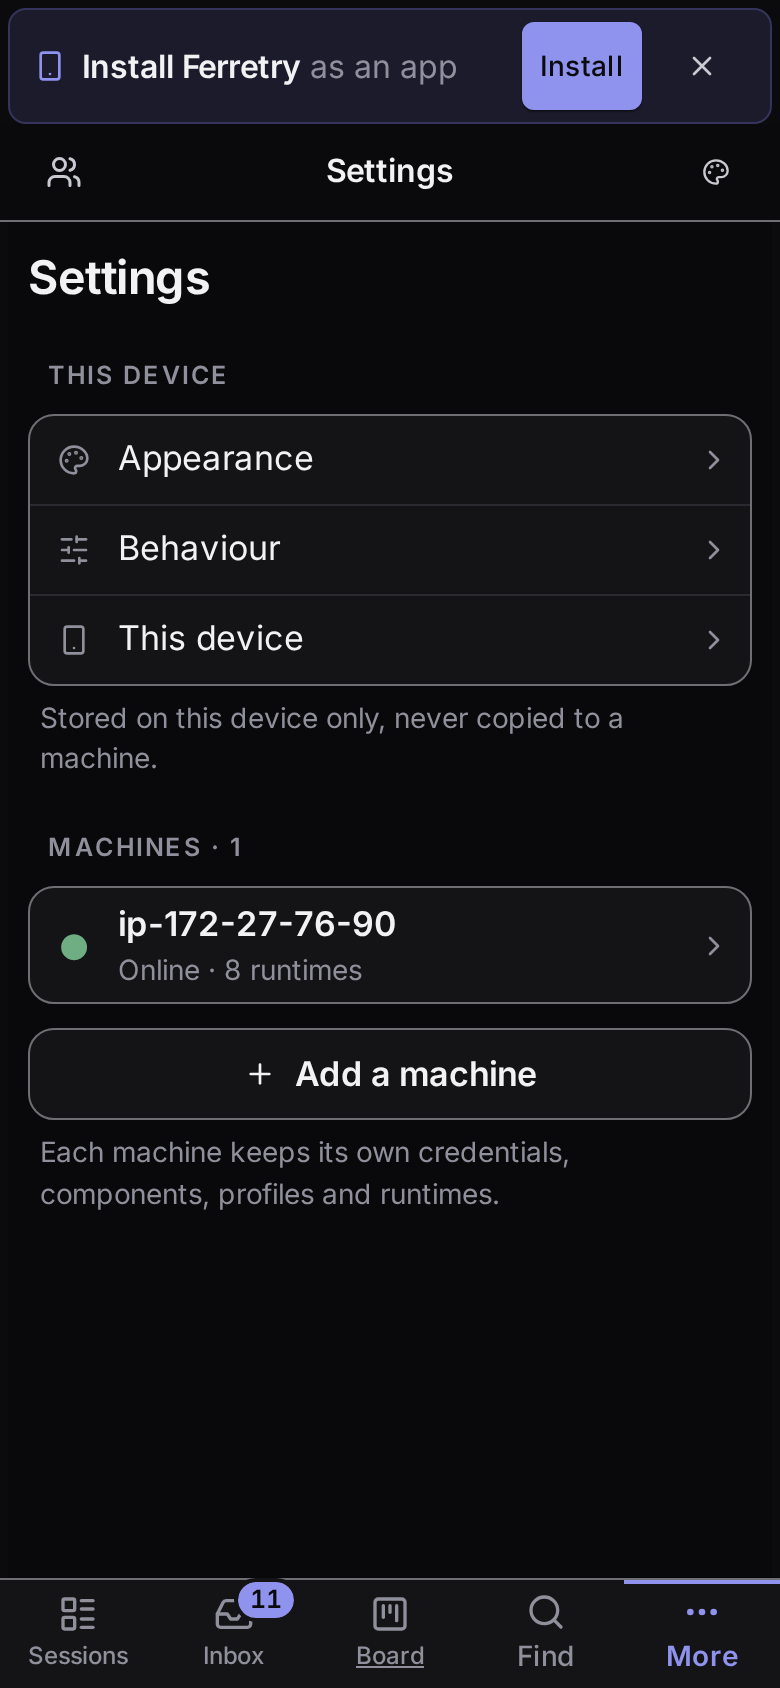 Install Ferretry as an app
Install
Settings
Settings
THIS DEVICE
Appearance
Behaviour
This device
Stored on this device only, never copied to a
machine.
MACHINES · 1
ip-172-27-76-90
Online · 8 runtimes
Add a machine
Each machine keeps its own credentials,
components, profiles and runtimes.
11
Sessions
Inbox
Board
Find
More